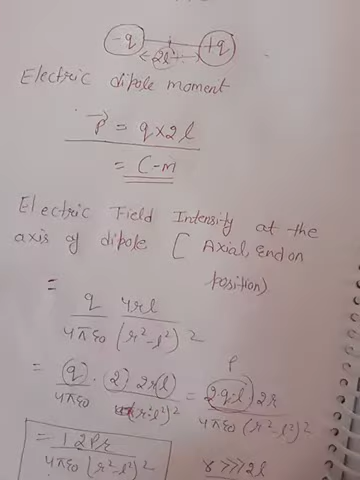 -q +q
← 2l →
Electric dipole moment
p⃗ = q×2l
= C-m
Electric Field Intensity at the
axis of dipole [ Axial, end on
position)
= q/4πε0 4rl/(r²-l²)²
= (q)/4πε0 · (2) 2r(l)/(r²-l²)² = (2ql)2r/4πε0 (r²-l²)²
P
= 1 2Pr/4πε0 (r²-l²)²
r>>>2l